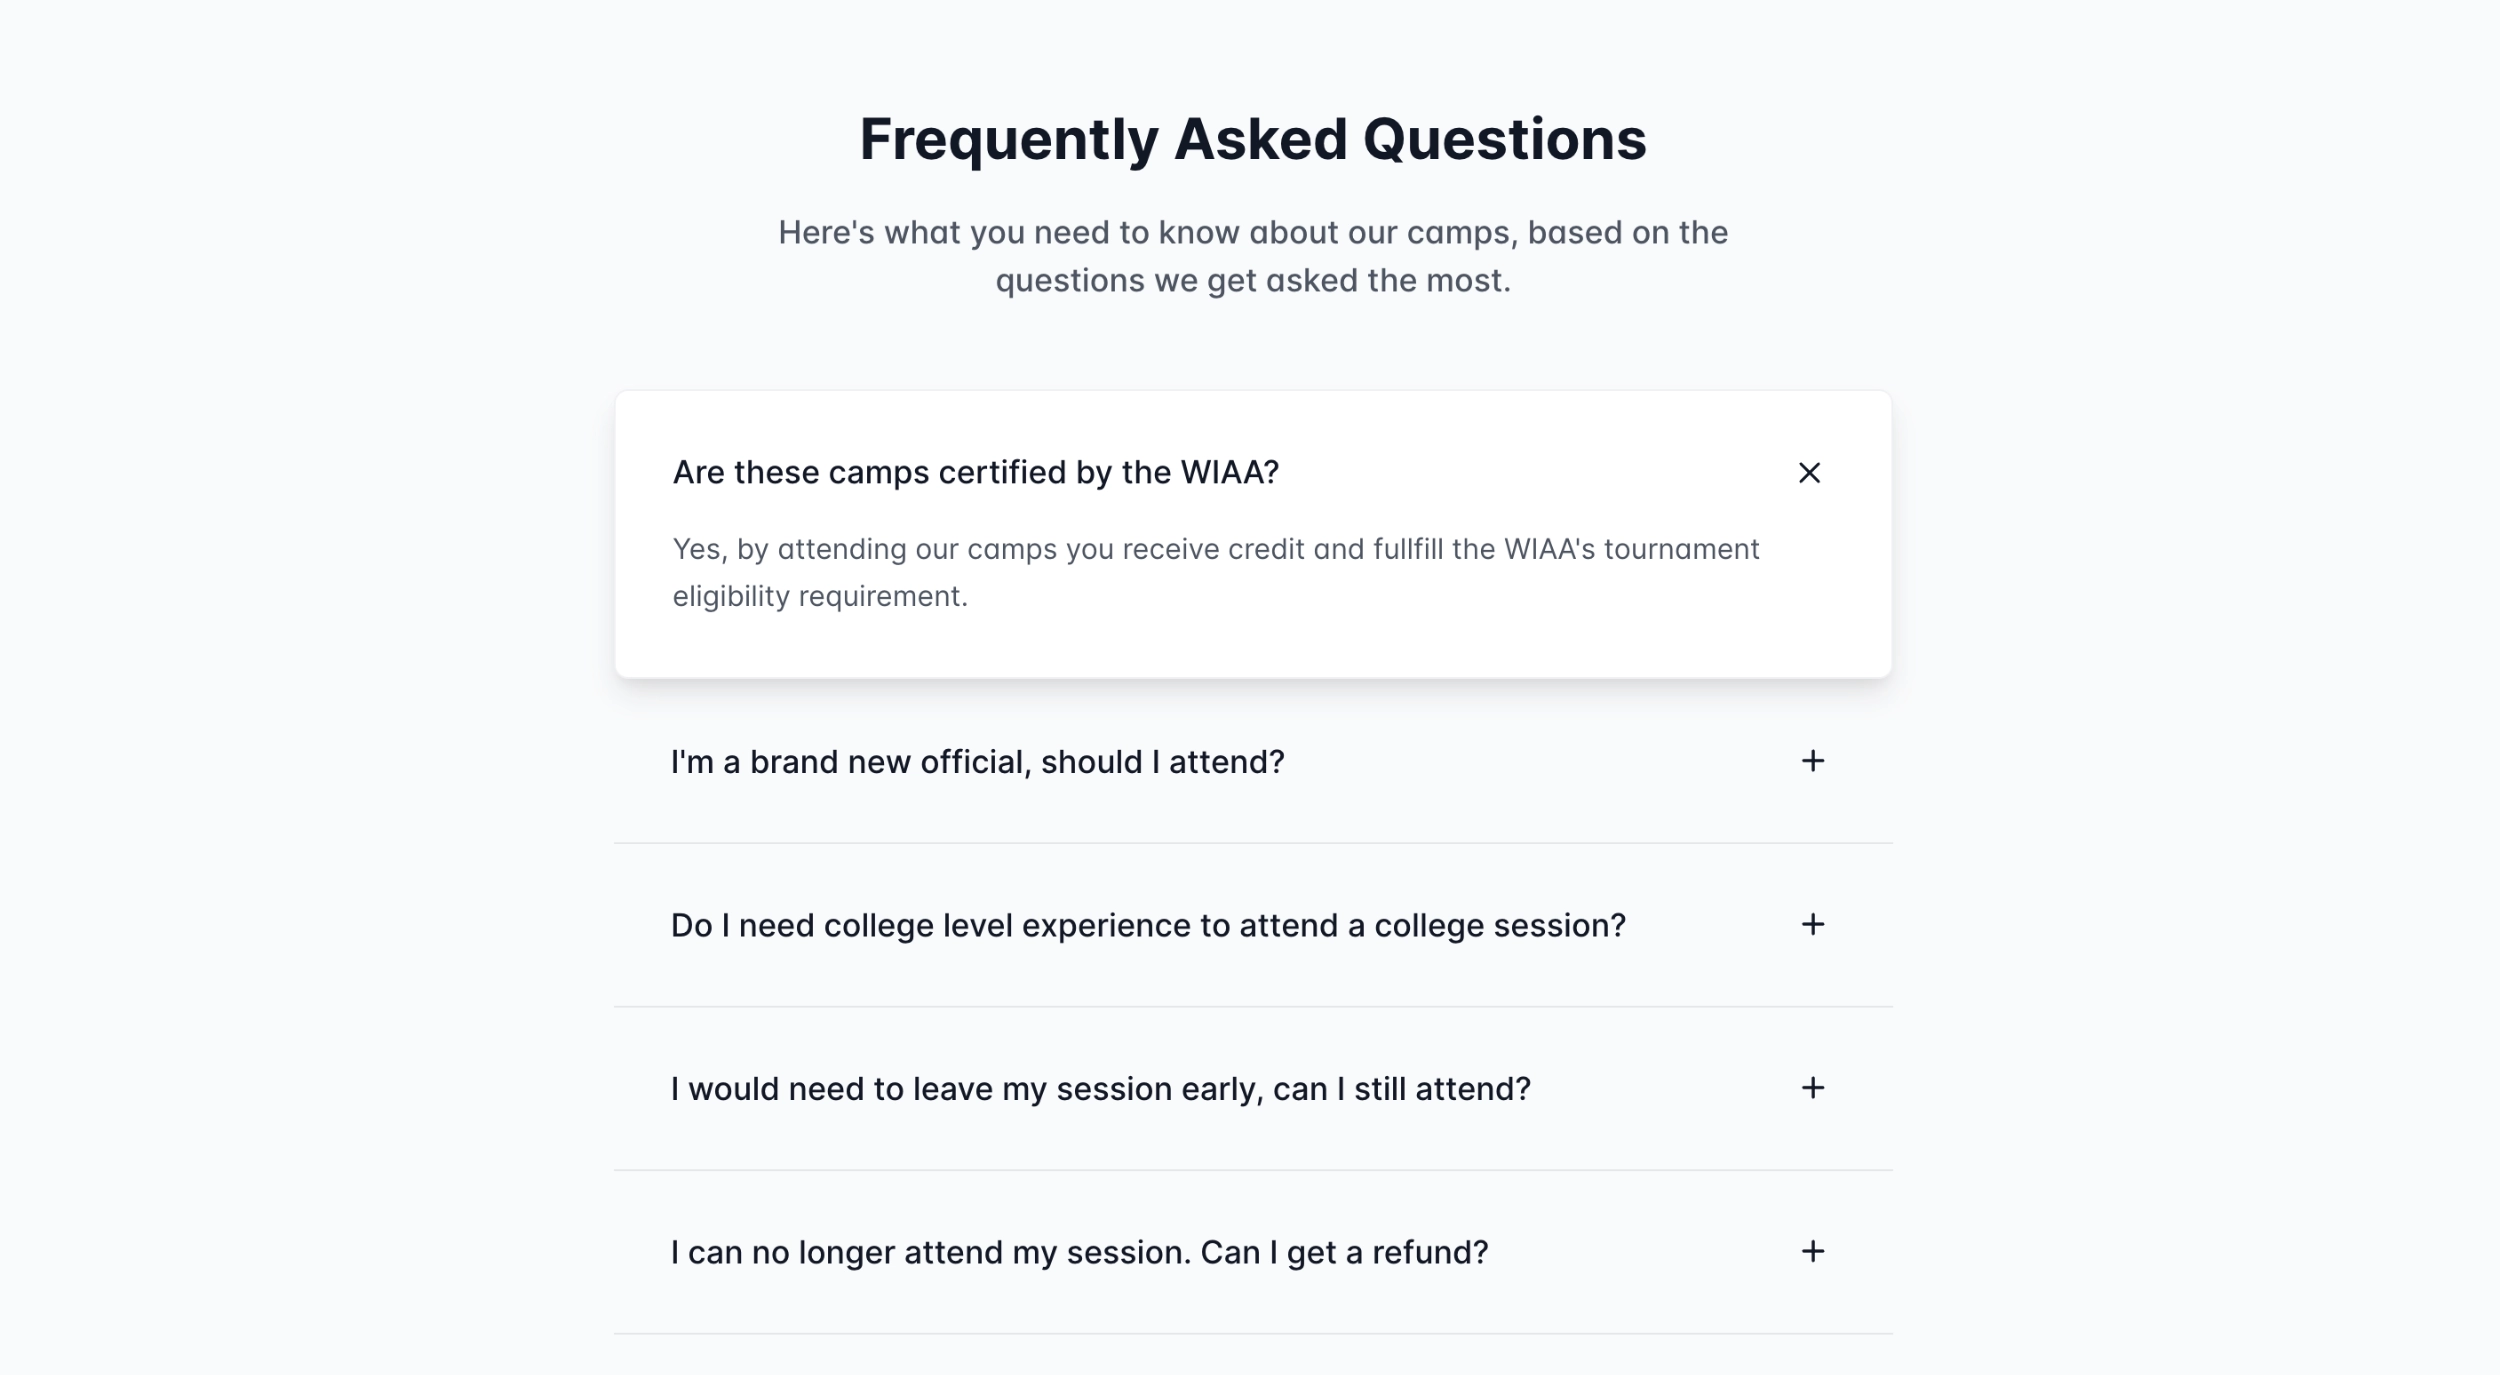 Frequently Asked Questions
Here's what you need to know about our camps, based on the
questions we get asked the most.
Are these camps certified by the WIAA?
Yes, by attending our camps you receive credit and fullfill the WIAA's tournament
eligibility requirement.
I'm a brand new official, should I attend?
Do I need college level experience to attend a college session?
I would need to leave my session early, can I still attend?
I can no longer attend my session. Can I get a refund?